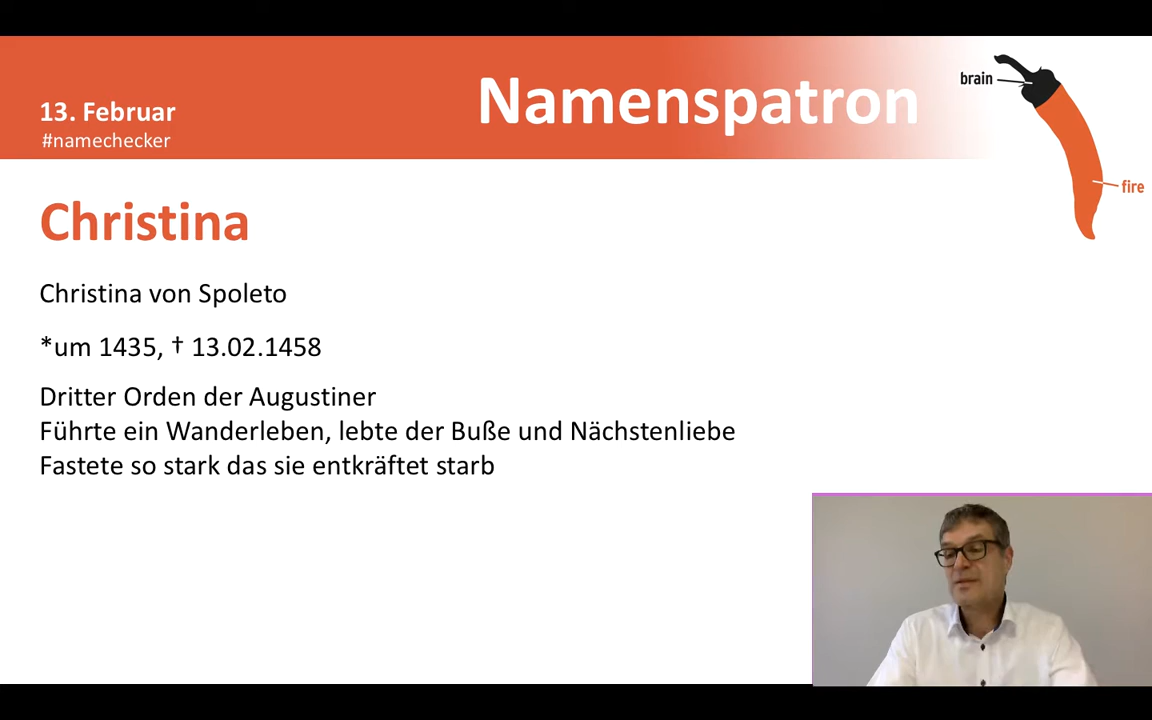 13. Februar
#namechecker
Namenspatron
brain
fire
Christina
Christina von Spoleto
*um 1435, † 13.02.1458
Dritter Orden der Augustiner
Führte ein Wanderleben, lebte der Buße und Nächstenliebe
Fastete so stark das sie entkräftet starb